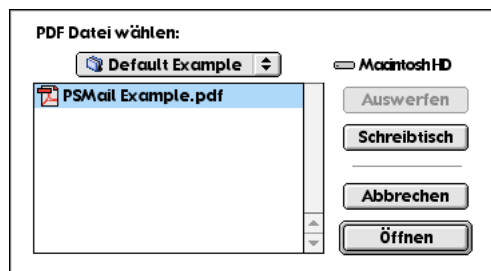 PDF Datei wählen:
Default Example
Macintosh HD
PSMail Example.pdf
Auswerfen
Schreibtisch
Abbrechen
Öffnen